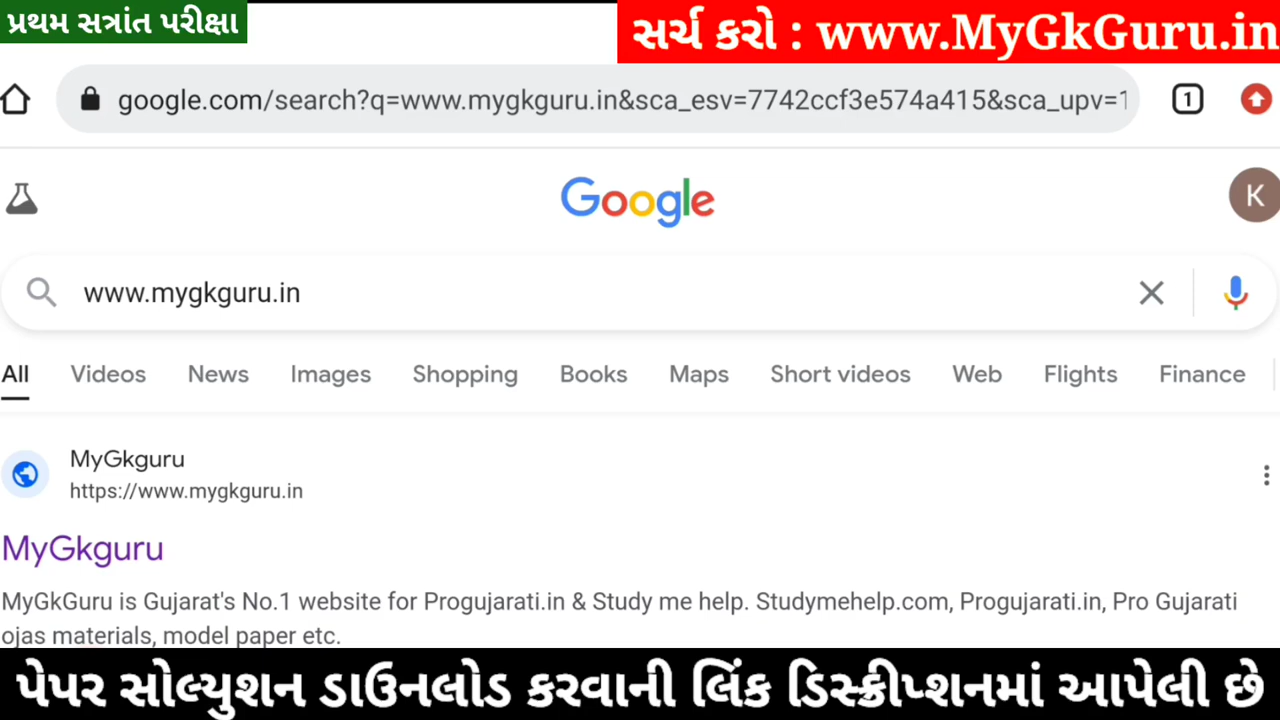 પ્રથમ સત્રાંત પરીક્ષા
સર્ચ કરો : www.MyGkGuru.in
google.com/search?q=www.mygkguru.in&sca_esv=7742ccf3e574a415&sca_upv=1
1
Google
K
www.mygkguru.in
All Videos News Images Shopping Books Maps Short videos Web Flights Finance
MyGkguru
https://www.mygkguru.in
MyGkguru
MyGkGuru is Gujarat's No.1 website for Progujarati.in & Study me help. Studymehelp.com, Progujarati.in, Pro Gujarati
ojas materials, model paper etc.
પેપર સોલ્યુશન ડાઉનલોડ કરવાની લિંક ડિસ્ક્રીપ્શનમાં આપેલી છે